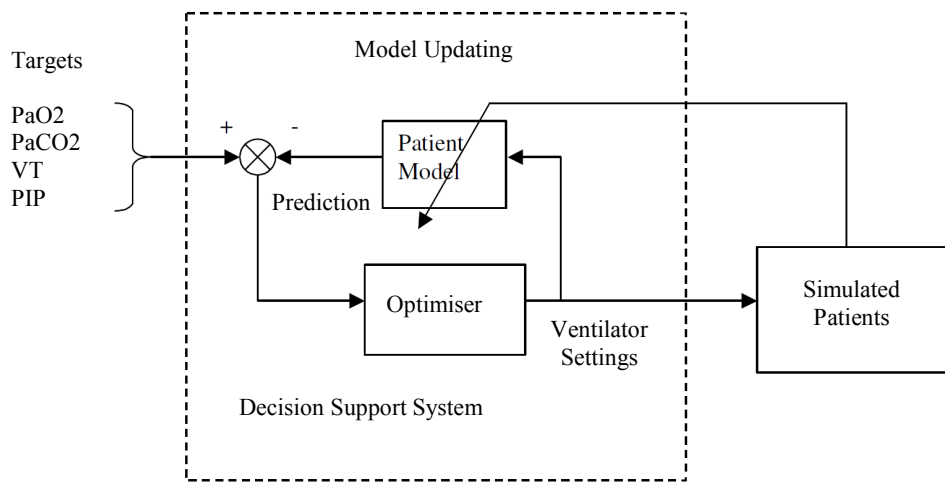 Targets
PaO2
PaCO2
VT
PIP
Model Updating
+
-
Patient
Model
Prediction
Optimiser
Ventilator
Settings
Decision Support System
Simulated
Patients